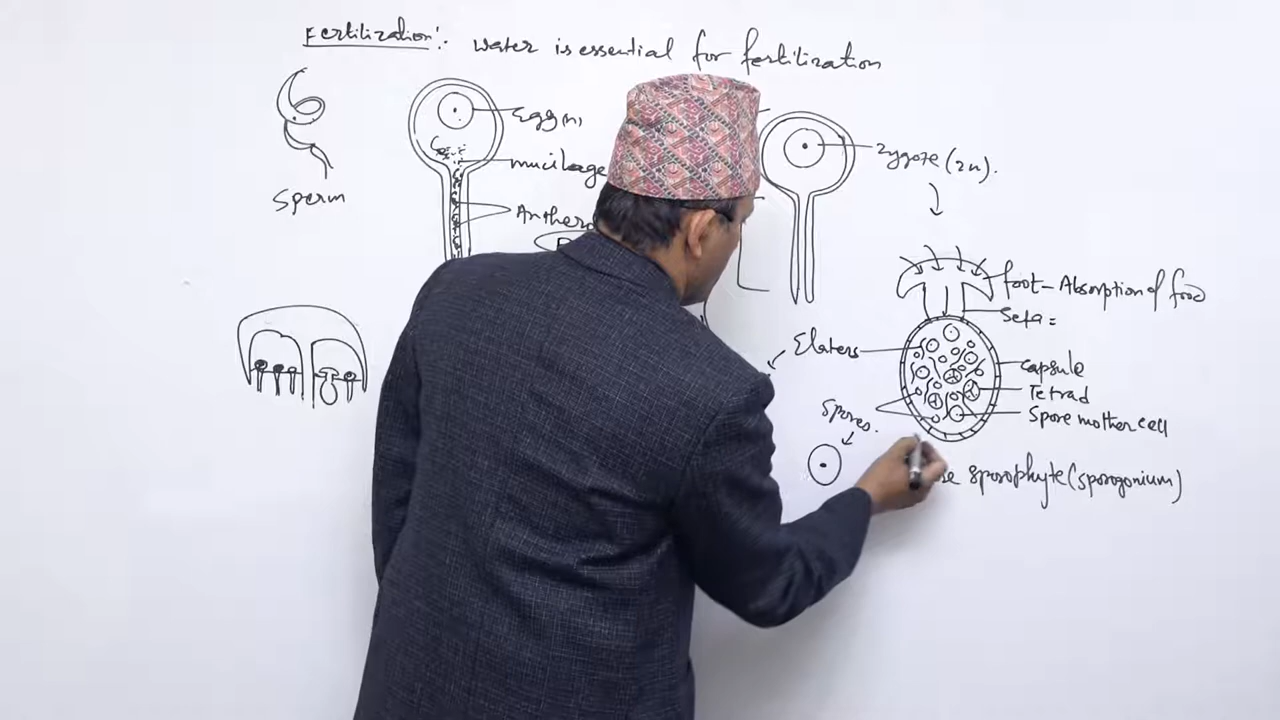 Fertilization:
Water is essential for fertilization
Egg
mucilage
Anthero
sperm
Zygote (2n).
foot - Absorption of food
Seta =
Elaters
capsule
Tetrad
Spore mother cell
Spores.
sporophyte (sporogonium)